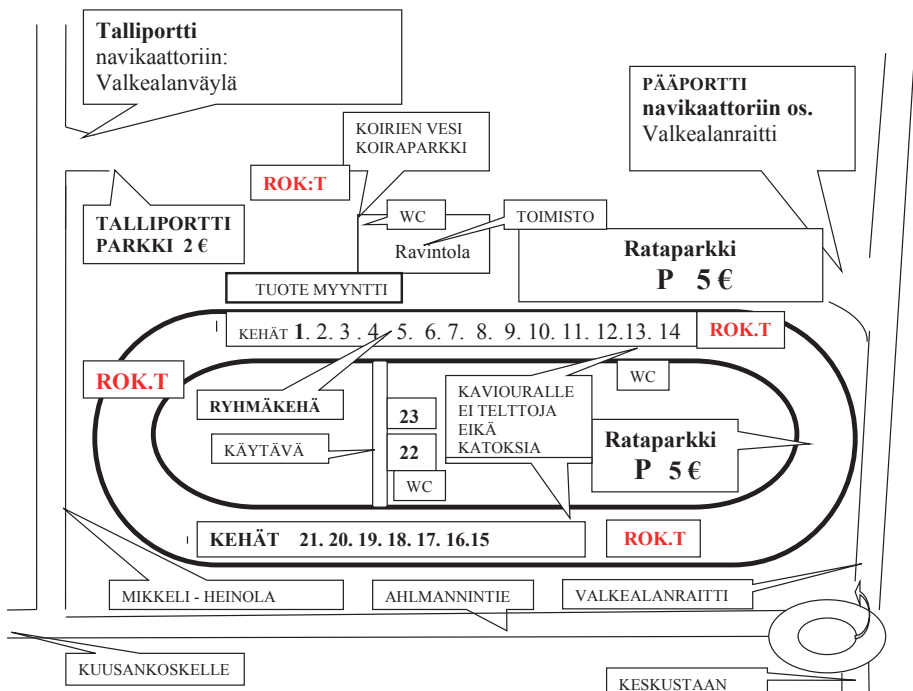 Talliportti
navikaattoriin:
Valkealanväylä
PÄÄPORTTI
navikaattoriin os.
Valkealanraitti
KOIRIEN VESI
KOIRAPARKKI
ROK:T
TALLIPORTTI
PARKKI 2 €
WC
TOIMISTO
Ravintola
Rataparkki
P 5 €
TUOTE MYYNTTI
KEHÄT 1. 2. 3 . 4. 5. 6. 7. 8. 9. 10. 11. 12.13. 14
ROK.T
ROK.T
WC
RYHMÄKEHÄ
KAVIOURALLE
EI TELTTOJA
EIKÄ
KATOKSIA
23
22
KÄYTÄVÄ
WC
Rataparkki
P 5 €
KEHÄT 21. 20. 19. 18. 17. 16.15
ROK.T
MIKKELI - HEINOLA
AHLMANNINTIE
VALKEALANRAITTI
KUUSANKOSKELLE
KESKUSTAAN